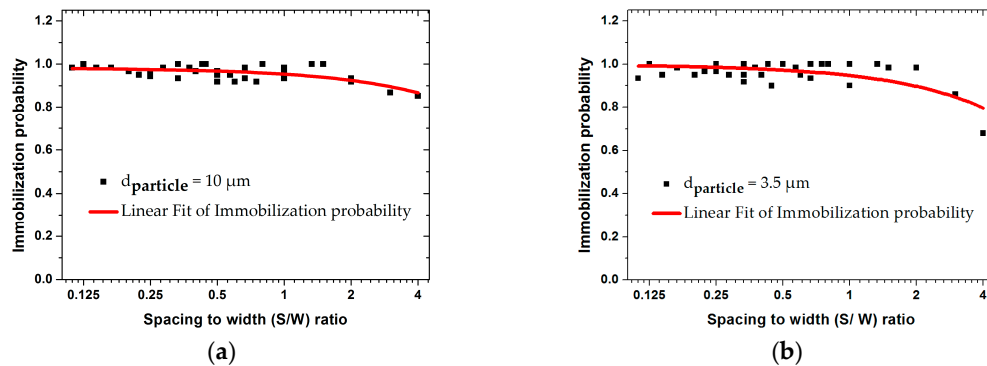 1.2
1.0
0.8
0.6
0.4
0.2
0.0
Immobilization probability
d particle = 10 μm
Linear Fit of Immobilization probability
0.125 0.25 0.5 1 2 4
Spacing to width (S/W) ratio
(a)
1.2
1.0
0.8
0.6
0.4
0.2
0.0
Immobilization probability
d particle = 3.5 μm
Linear Fit of Immobilization probability
0.125 0.25 0.5 1 2 4
Spacing to width (S/ W) ratio
(b)